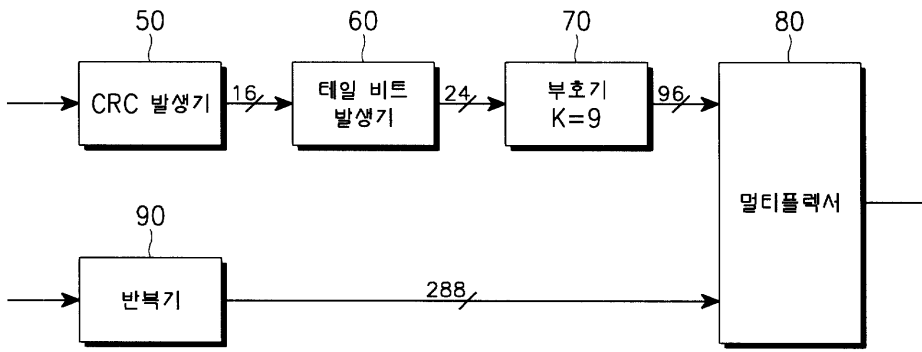 50
60
70
80
CRC 발생기
16
테일 비트
발생기
24
부호기
K=9
96
멀티플렉서
90
반복기
288